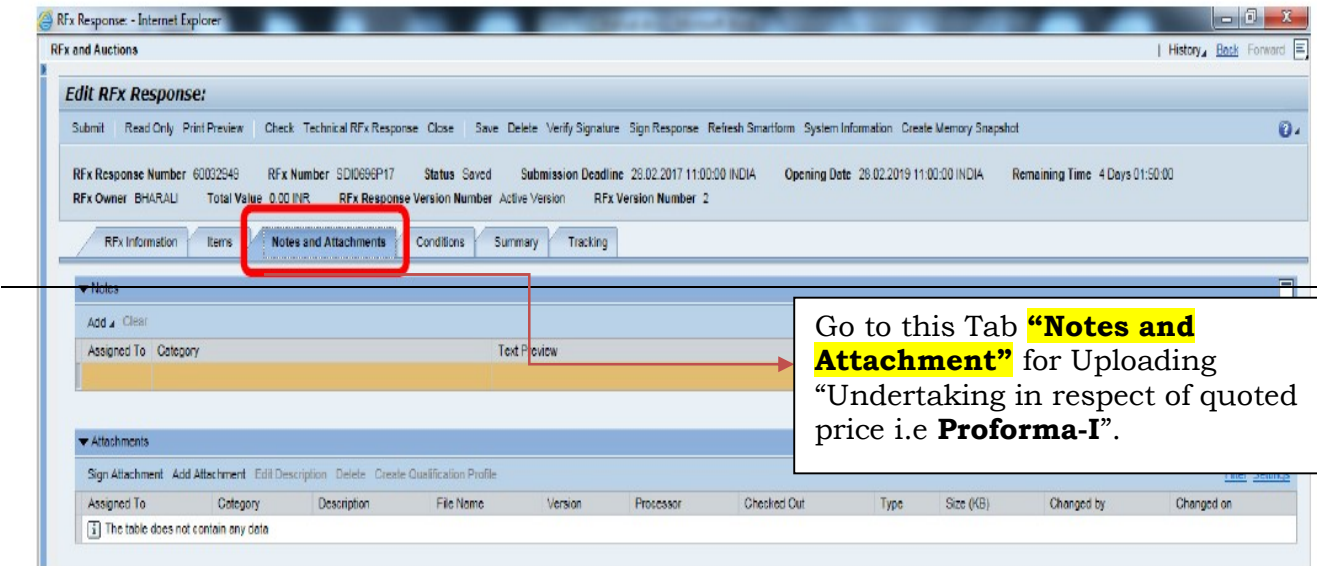 RFx Response: - Internet Explorer
RFx and Auctions
History Back Forward
Edit RFx Response:
Submit Read Only Print Preview Check Technical RFx Response Close Save Delete Verify Signature Sign Response Refresh Smartform System Information Create Memory Snapshot
RFx Response Number 60032949 RFx Number SDI0696P17 Status Saved Submission Deadline 28.02.2017 11:00:00 INDIA Opening Date 28.02.2019 11:00:00 INDIA Remaining Time 4 Days 01:50:00
RFx Owner BHARALI Total Value 0.00 INR RFx Response Version Number Active Version RFx Version Number 2
RFx Information Items Notes and Attachments Conditions Summary Tracking
Notes
Add Clear
Assigned To Category Text Preview
Go to this Tab “Notes and
Attachment” for Uploading
“Undertaking in respect of quoted
price i.e Proforma-I”.
Attachments
Sign Attachment Add Attachment Edit Description Delete Create Qualification Profile
Filter Settings
Assigned To Category Description File Name Version Processor Checked Out Type Size (KB) Changed by Changed on
The table does not contain any data